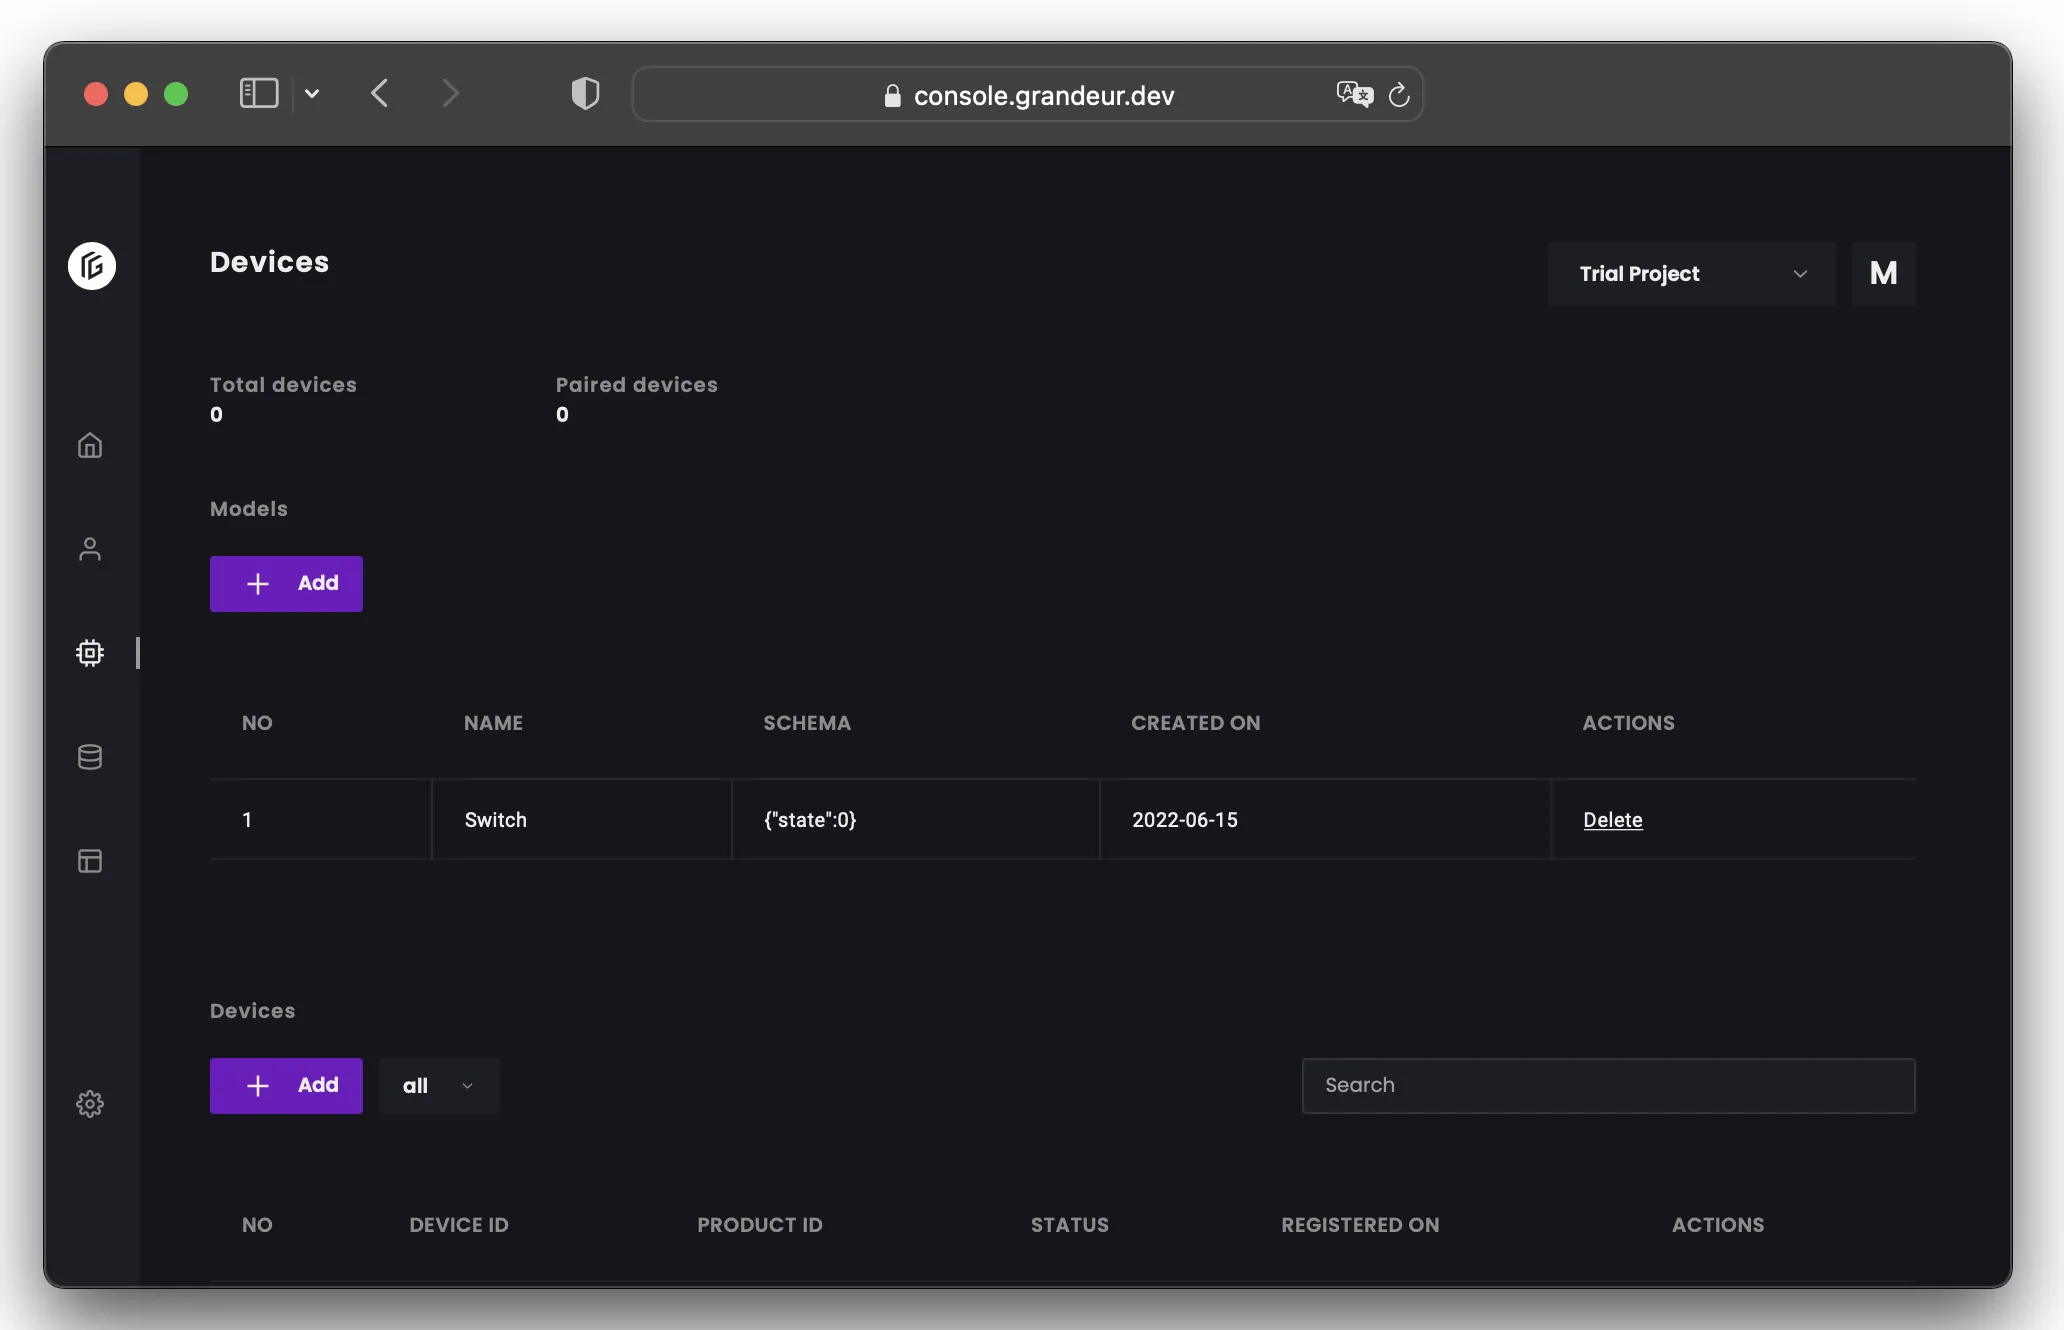 console.grandeur.dev
Devices
Trial Project
M
Total devices
0
Paired devices
0
Models
Add
NO NAME SCHEMA CREATED ON ACTIONS
1 Switch {"state":0} 2022-06-15 Delete
Devices
Add all Search
NO DEVICE ID PRODUCT ID STATUS REGISTERED ON ACTIONS